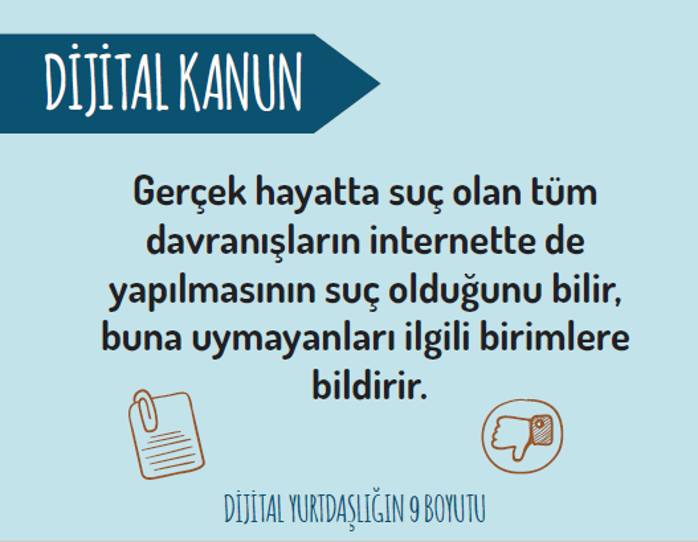 DİJİTAL KANUN
Gerçek hayatta suç olan tüm
davranışların internette de
yapılmasının suç olduğunu bilir,
buna uymayanları ilgili birimlere
bildirir.
DİJİTAL YURTDAŞLIĞIN 9 BOYUTU